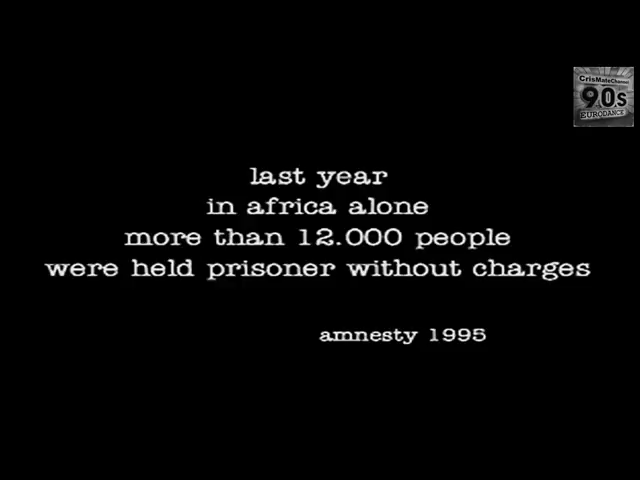 CrisMateChannel
90s
EURODANCE
last year
in africa alone
more than 12.000 people
were held prisoner without charges
amnesty 1995